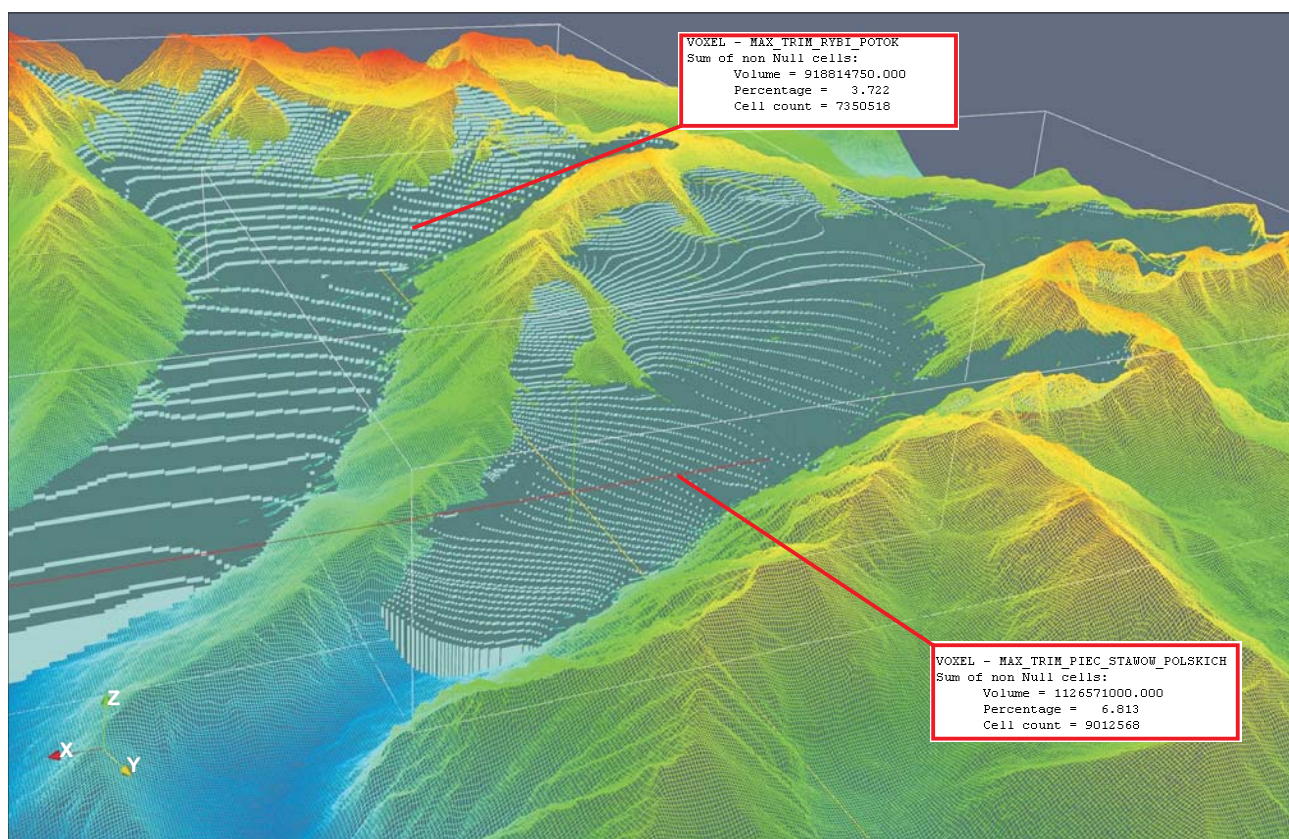 VOXEL - MAX_TRIM_RYBI_POTOK
Sum of non Null cells:
Volume = 918814750.000
Percentage = 3.722
Cell count = 7350518
VOXEL - MAX_TRIM_PIEC_STAWOW_POLSKICH
Sum of non Null cells:
Volume = 1126571000.000
Percentage = 6.813
Cell count = 9012568
Z
X
Y